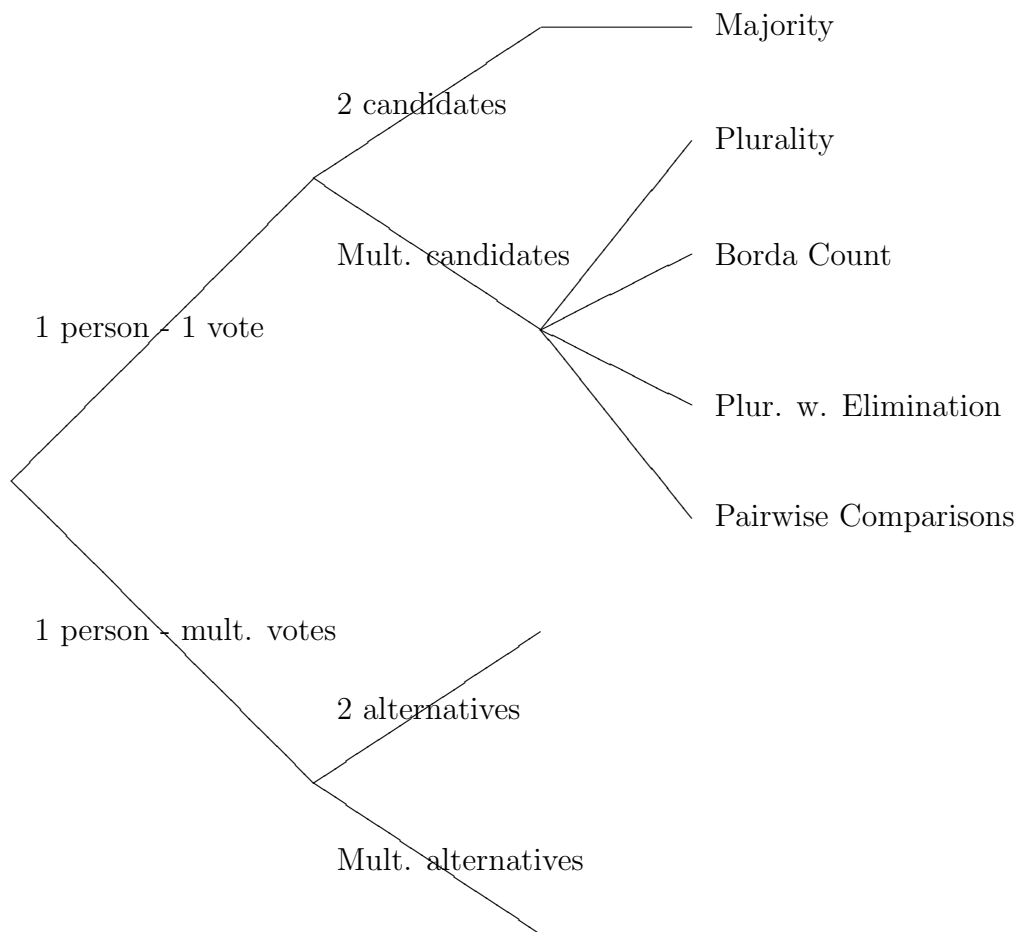 Majority
2 candidates
Plurality
Mult. candidates
Borda Count
1 person - 1 vote
Plur. w. Elimination
Pairwise Comparisons
1 person - mult. votes
2 alternatives
Mult. alternatives